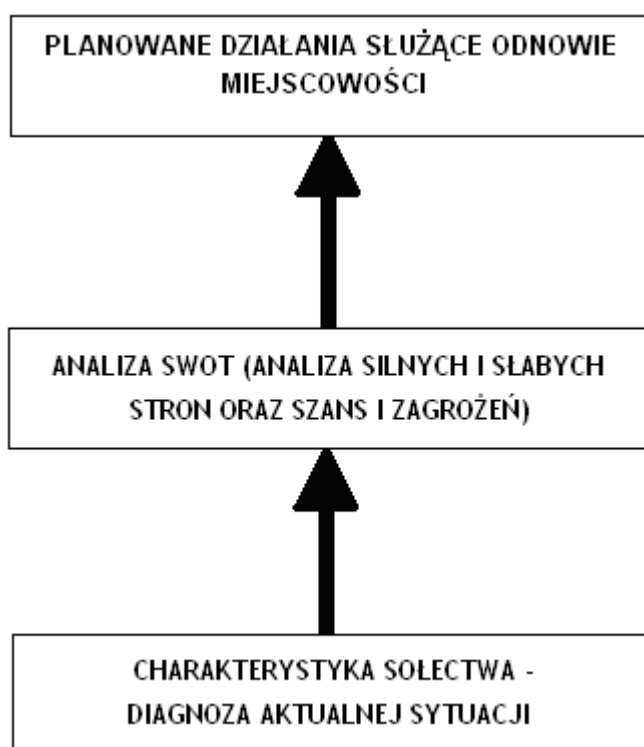 PLANOWANE DZIAŁANIA SŁUŻĄCE ODNOWIE
MIEJSCOWOŚCI
ANALIZA SWOT (ANALIZA SILNYCH I SŁABYCH
STRON ORAZ SZANS I ZAGROŻEŃ)
CHARAKTERYSTYKA SOŁECTWA -
DIAGNOZA AKTUALNEJ SYTUACJI